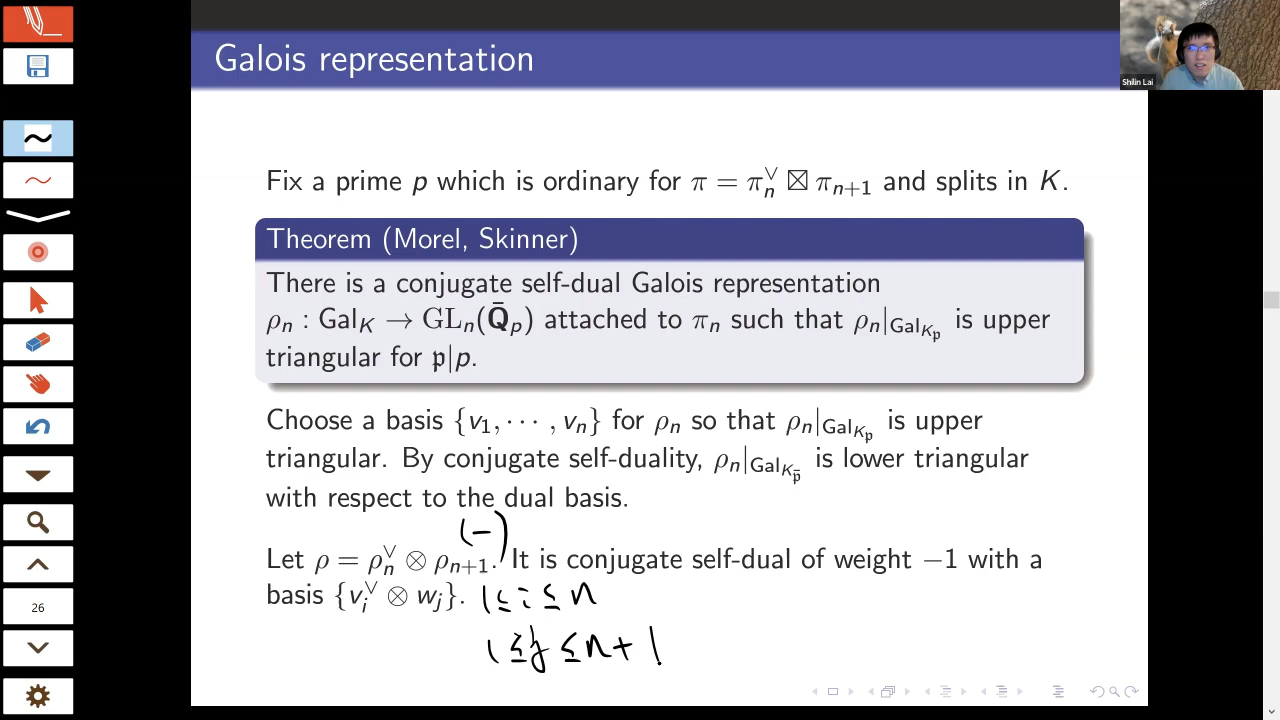 Galois representation
Shilin Lai
Fix a prime p which is ordinary for π = π_n^∨ ⊠ π_{n+1} and splits in K.
Theorem (Morel, Skinner)
There is a conjugate self-dual Galois representation
ρ_n : Gal_K → GL_n(Q̄_p) attached to π_n such that ρ_n|_{Gal_{K_𝔭}} is upper
triangular for 𝔭|p.
Choose a basis {v_1, ⋯ , v_n} for ρ_n so that ρ_n|_{Gal_{K_𝔭}} is upper
triangular. By conjugate self-duality, ρ_n|_{Gal_{K_𝔭̄}} is lower triangular
with respect to the dual basis.
(-)
Let ρ = ρ_n^∨ ⊗ ρ_{n+1}. It is conjugate self-dual of weight −1 with a
basis {v_i^∨ ⊗ w_j}. 1 ≤ i ≤ n
1 ≤ j ≤ n + 1
26